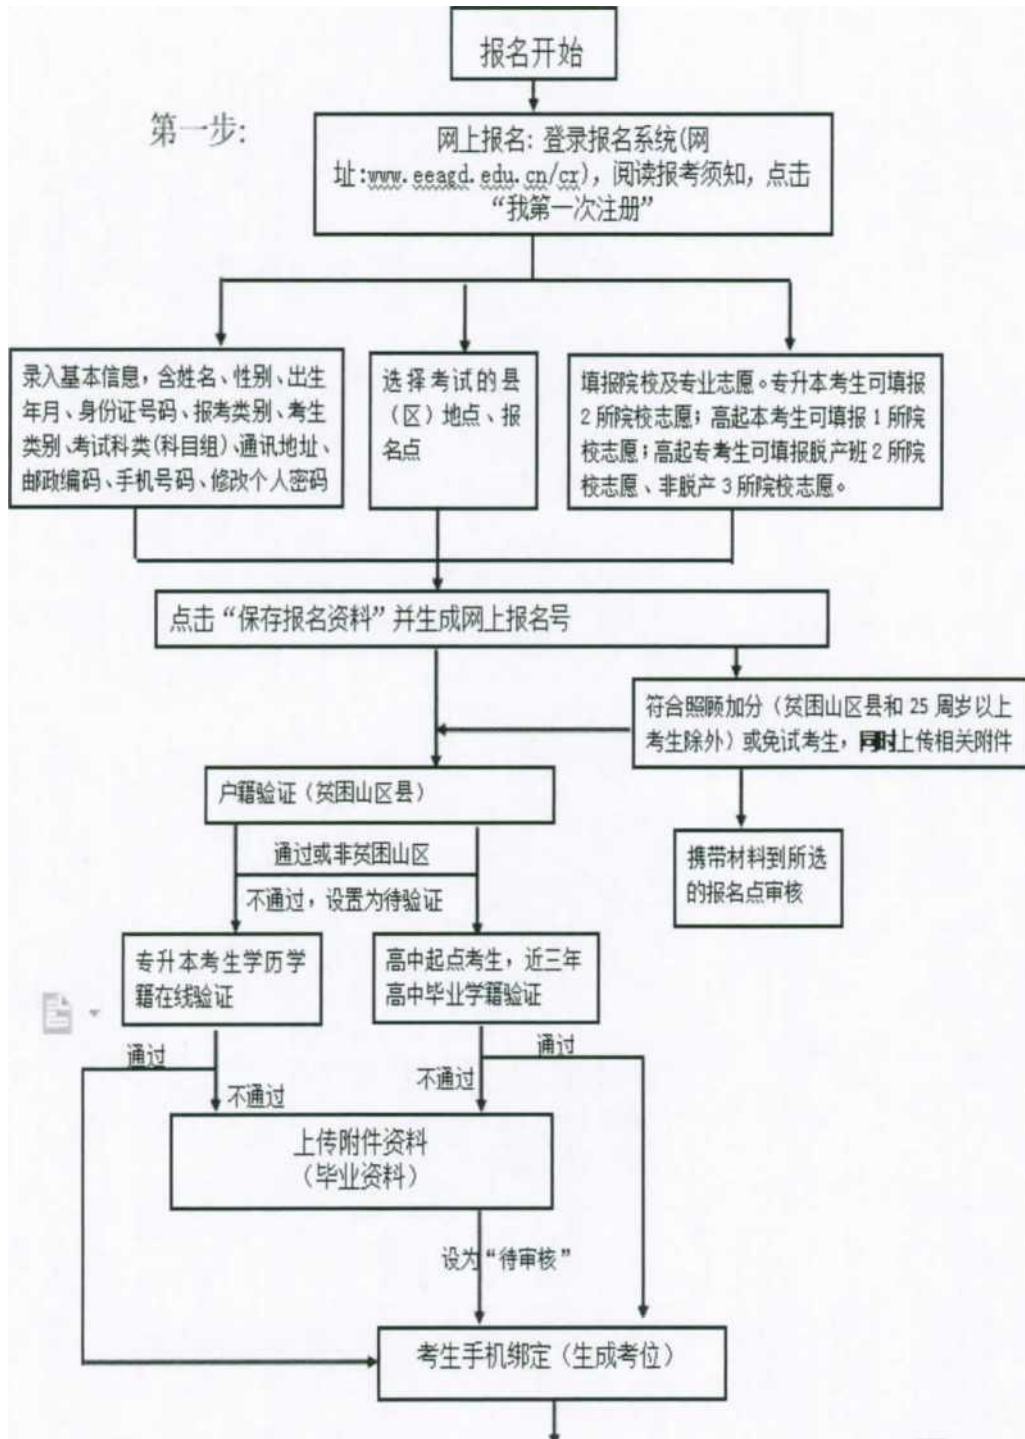 报名开始
第一步:
网上报名: 登录报名系统(网
址:www.eeagd.edu.cn/cr), 阅读报考须知, 点击
“我第一次注册”
录入基本信息, 含姓名、性别、出生
年月、身份证号码、报考类别、考生
类别、考试科类(科目组)、通讯地址、
邮政编码、手机号码、修改个人密码
选择考试的县
（区）地点、报
名点
填报院校及专业志愿。专升本考生可填报
2 所院校志愿; 高起本考生可填报 1 所院
校志愿; 高起专考生可填报脱产班 2 所院
校志愿、非脱产 3 所院校志愿。
点击“保存报名资料”并生成网上报名号
符合照顾加分（贫困山区县和 25 周岁以上
考生除外）或免试考生, 同时上传相关附件
户籍验证（贫困山区县）
通过或非贫困山区
不通过, 设置为待验证
携带材料到所选
的报名点审核
专升本考生学历学
籍在线验证
高中起点考生, 近三年
高中毕业学籍验证
通过
不通过
不通过
通过
上传附件资料
（毕业资料）
设为“待审核”
考生手机绑定（生成考位）